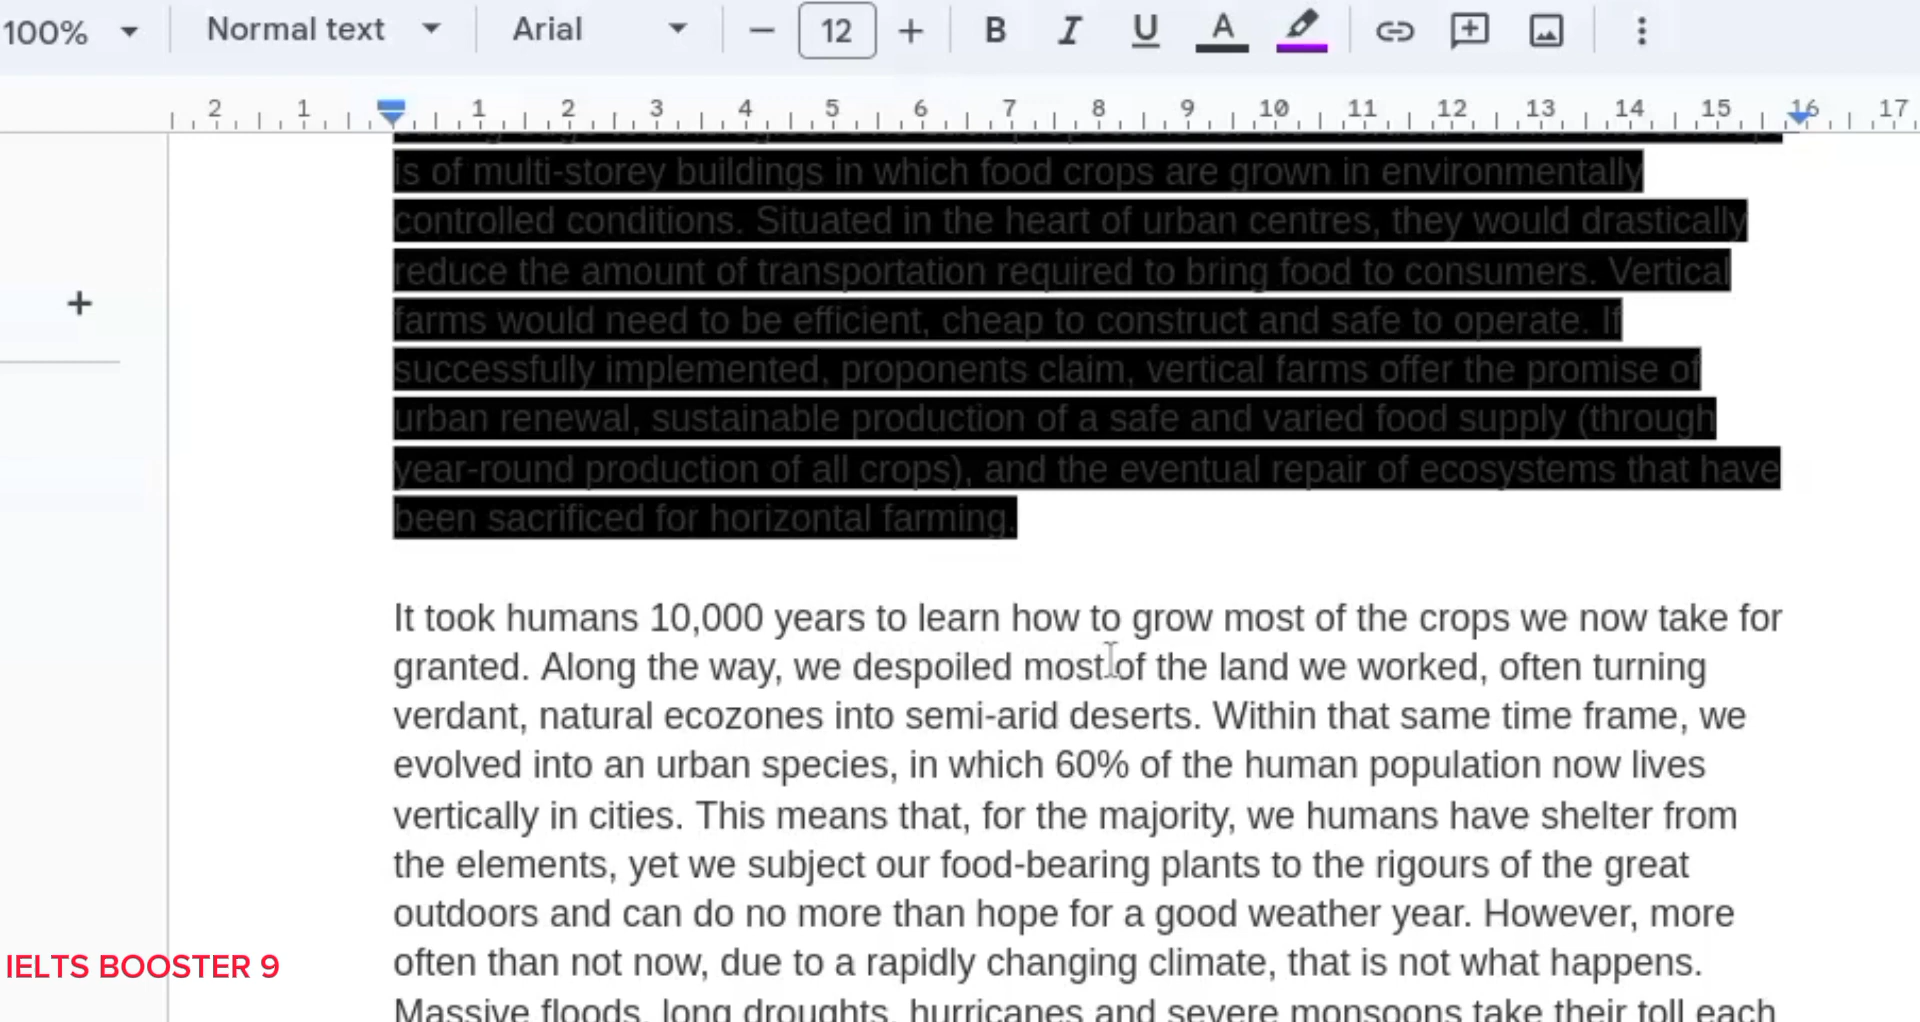 100% Normal text Arial — 12 + B I U A
2 1 1 2 3 4 5 6 7 8 9 10 11 12 13 14 15 16 17
is of multi-storey buildings in which food crops are grown in environmentally
controlled conditions. Situated in the heart of urban centres, they would drastically
reduce the amount of transportation required to bring food to consumers. Vertical
farms would need to be efficient, cheap to construct and safe to operate. If
successfully implemented, proponents claim, vertical farms offer the promise of
urban renewal, sustainable production of a safe and varied food supply (through
year-round production of all crops), and the eventual repair of ecosystems that have
been sacrificed for horizontal farming.
It took humans 10,000 years to learn how to grow most of the crops we now take for
granted. Along the way, we despoiled most of the land we worked, often turning
verdant, natural ecozones into semi-arid deserts. Within that same time frame, we
evolved into an urban species, in which 60% of the human population now lives
vertically in cities. This means that, for the majority, we humans have shelter from
the elements, yet we subject our food-bearing plants to the rigours of the great
outdoors and can do no more than hope for a good weather year. However, more
often than not now, due to a rapidly changing climate, that is not what happens.
Massive floods, long droughts, hurricanes and severe monsoons take their toll each
IELTS BOOSTER 9